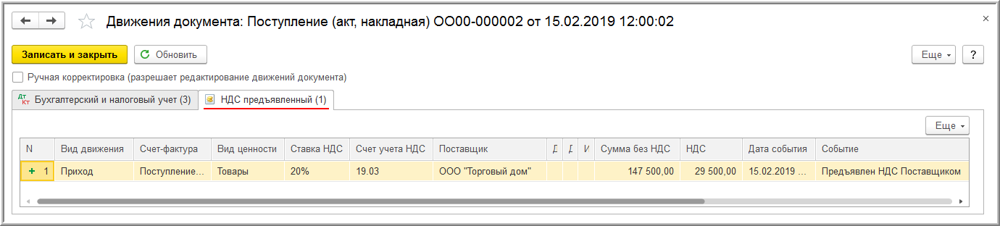 Движения документа: Поступление (акт, накладная) ОО00-000002 от 15.02.2019 12:00:02
Записать и закрыть Обновить Еще ?
Ручная корректировка (разрешает редактирование движений документа)
Дт Кт Бухгалтерский и налоговый учет (3) НДС предъявленный (1)
Еще
N Вид движения Счет-фактура Вид ценности Ставка НДС Счет учета НДС Поставщик Д Д И Сумма без НДС НДС Дата события Событие
1 Приход Поступление... Товары 20% 19.03 ООО "Торговый дом" 147 500,00 29 500,00 15.02.2019 ... Предъявлен НДС Поставщиком